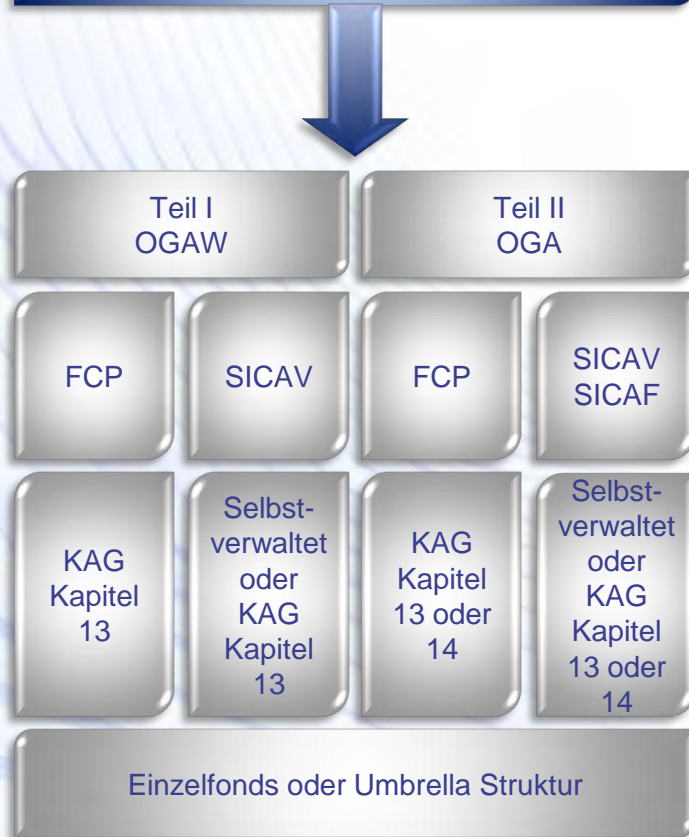 Teil I
OGAW
Teil II
OGA
FCP
SICAV
FCP
SICAV
SICAF
KAG
Kapitel
13
Selbst-
verwaltet
oder
KAG
Kapitel
13
KAG
Kapitel
13 oder
14
Selbst-
verwaltet
oder
KAG
Kapitel
13 oder
14
Einzelfonds oder Umbrella Struktur